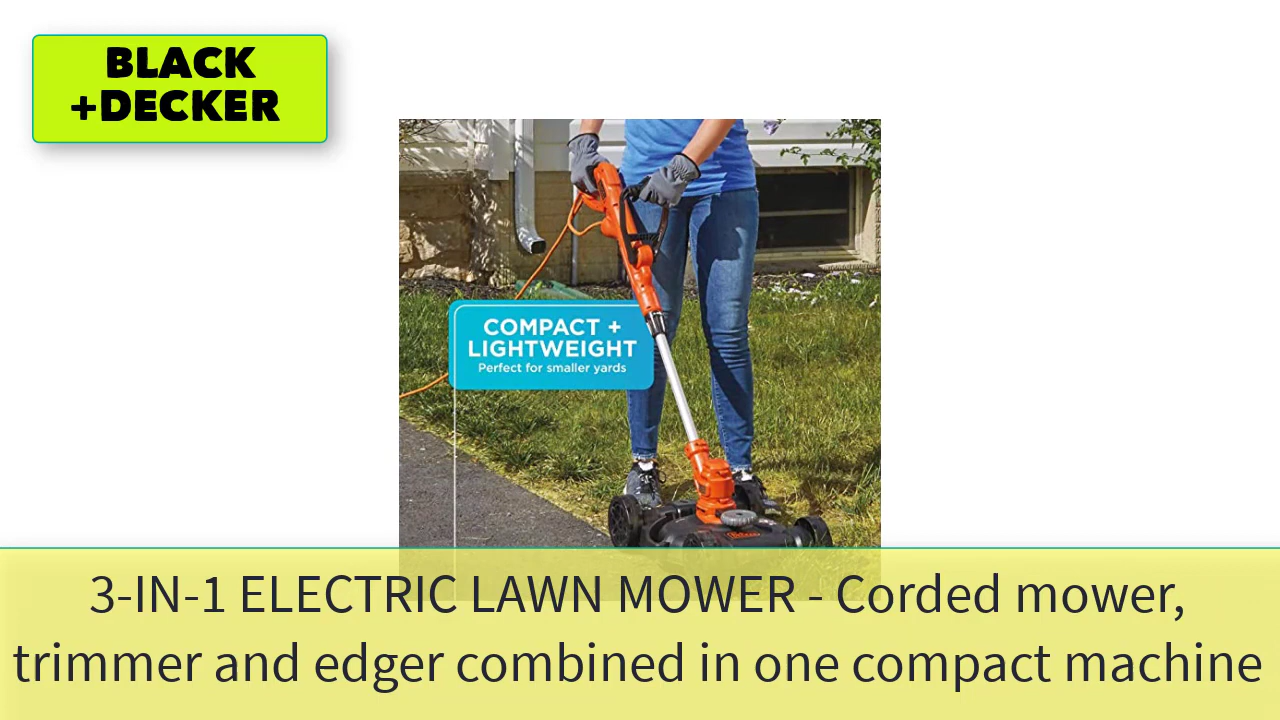 BLACK
+DECKER
COMPACT +
LIGHTWEIGHT
Perfect for smaller yards
3-IN-1 ELECTRIC LAWN MOWER - Corded mower,
trimmer and edger combined in one compact machine